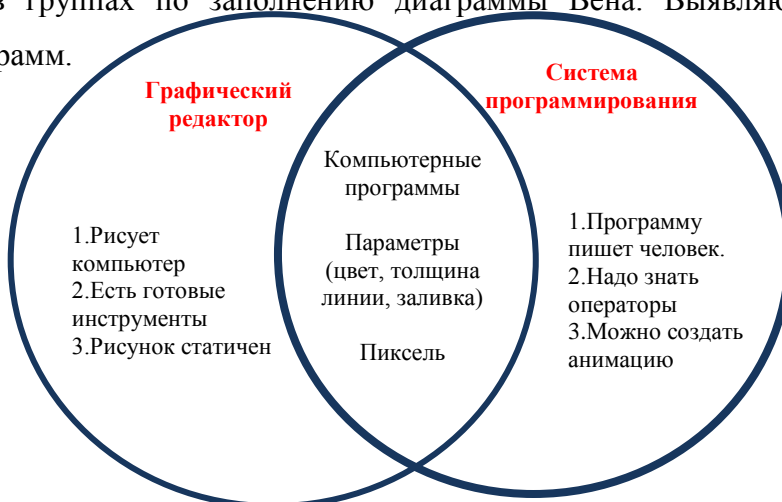 в группах по заполнению диаграммы Вена. Выявляю
рамм.
Графический
редактор
Система
программирования
Компьютерные
программы
Параметры
(цвет, толщина
линии, заливка)
Пиксель
1.Рисует
компьютер
2.Есть готовые
инструменты
3.Рисунок статичен
1.Программу
пишет человек.
2.Надо знать
операторы
3.Можно создать
анимацию